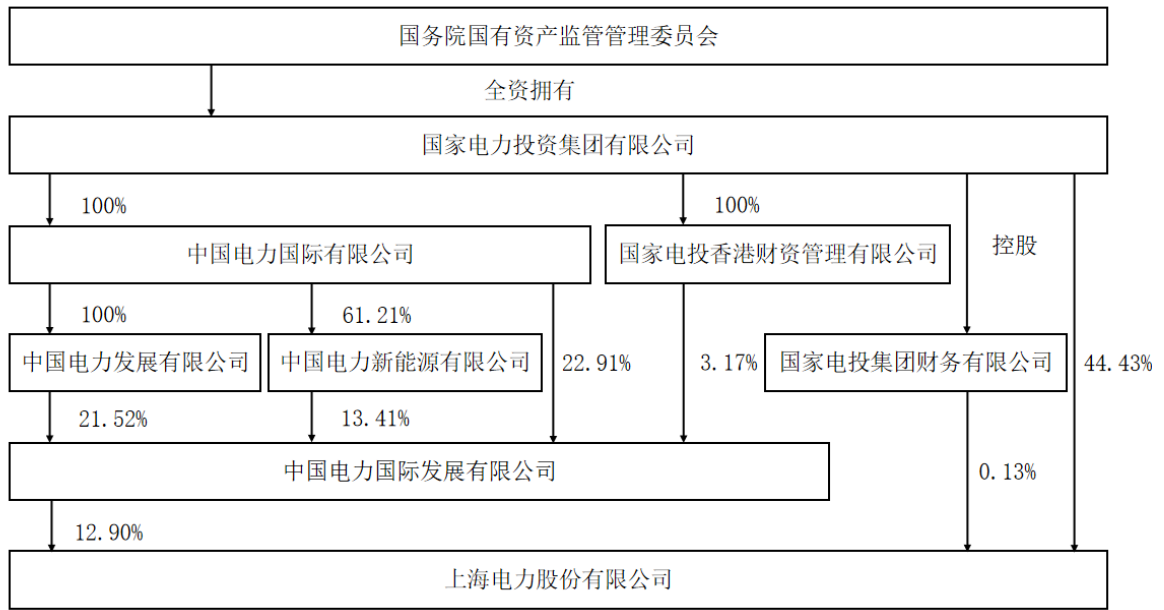 国务院国有资产监管管理委员会
全资拥有
国家电力投资集团有限公司
100%
100%
中国电力国际有限公司
国家电投香港财资管理有限公司
控股
100%
61.21%
中国电力发展有限公司
中国电力新能源有限公司
22.91%
3.17%
国家电投集团财务有限公司
44.43%
21.52%
13.41%
中国电力国际发展有限公司
0.13%
12.90%
上海电力股份有限公司